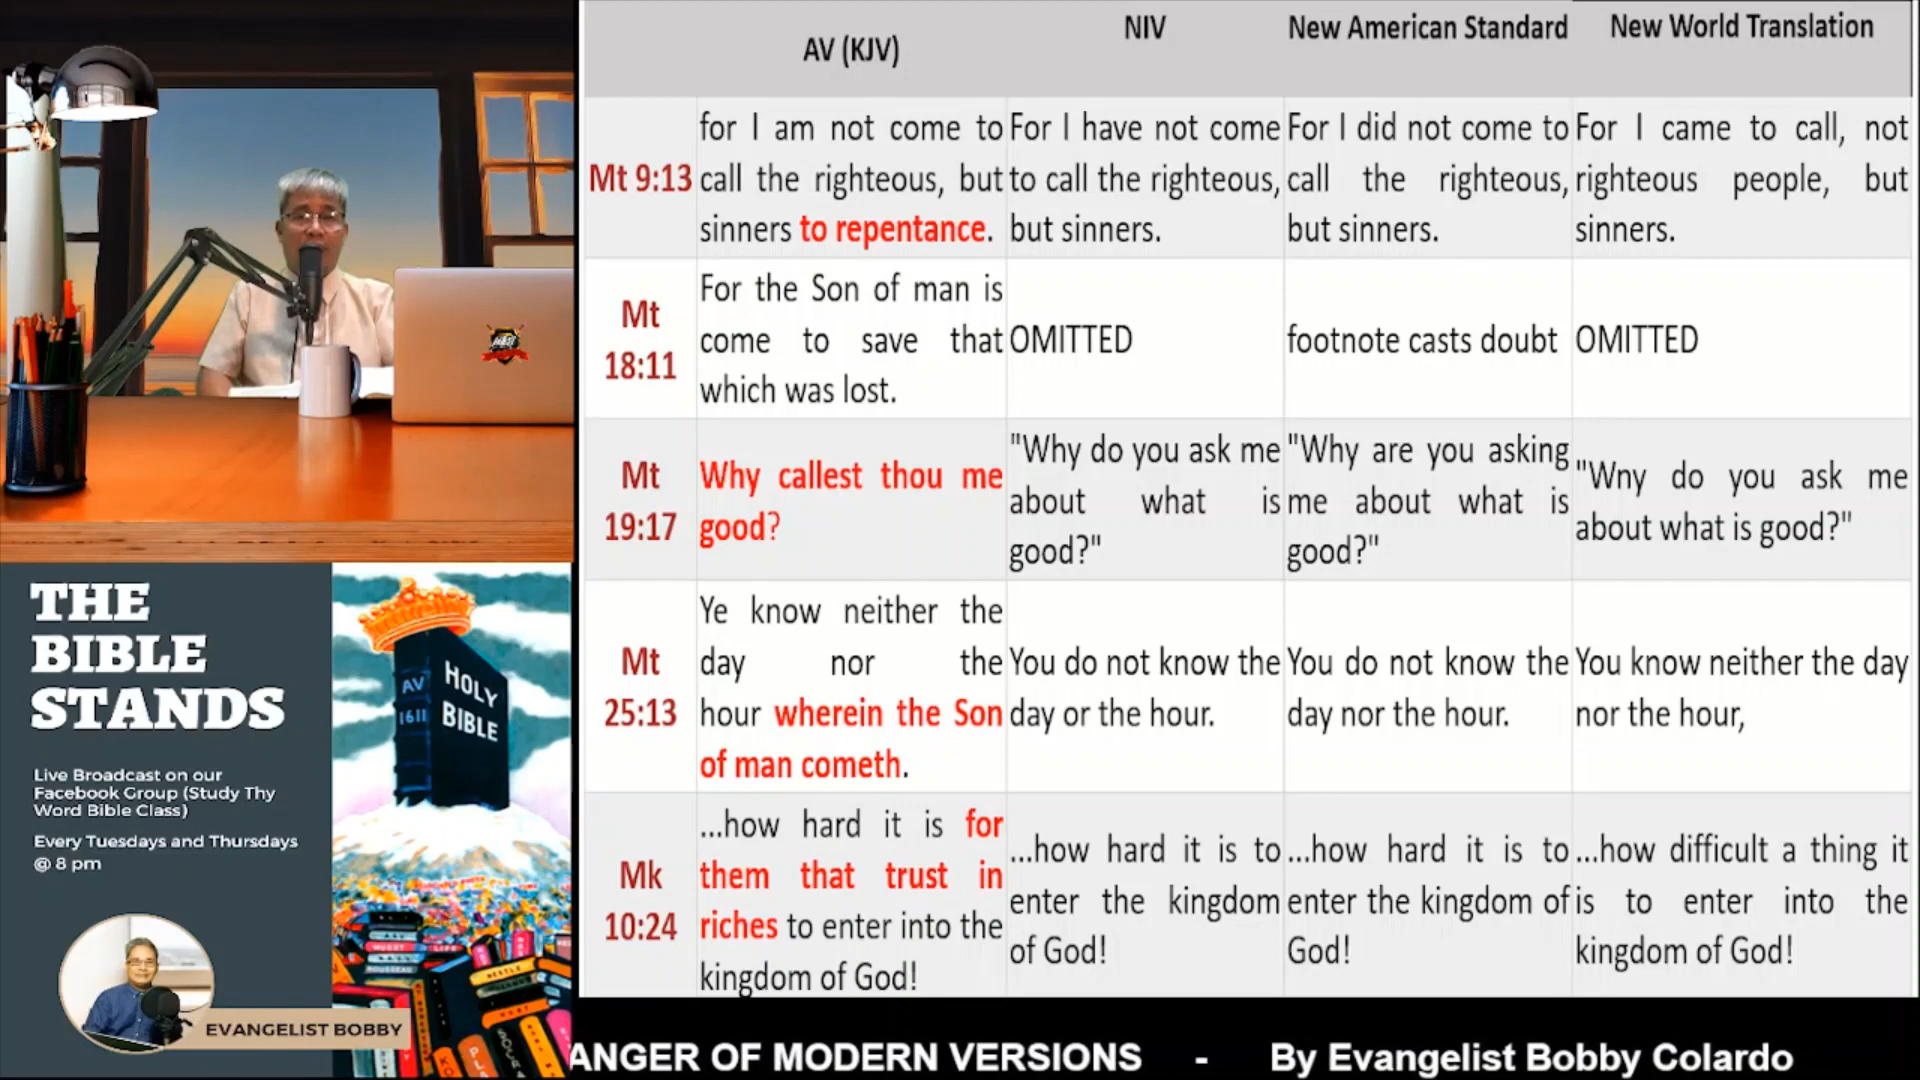 AV (KJV)
NIV
New American Standard
New World Translation
Mt 9:13
for I am not come to
call the righteous, but
sinners to repentance.
For I have not come
to call the righteous,
but sinners.
For I did not come to
call the righteous,
but sinners.
For I came to call, not
righteous people, but
sinners.
Mt
18:11
For the Son of man is
come to save that
which was lost.
OMITTED
footnote casts doubt
OMITTED
Mt
19:17
Why callest thou me
good?
"Why do you ask me
about what is
good?"
"Why are you asking
me about what is
good?"
"Wny do you ask me
about what is good?"
Mt
25:13
Ye know neither the
day nor the
hour wherein the Son
of man cometh.
You do not know the
day or the hour.
You do not know the
day nor the hour.
You know neither the day
nor the hour,
Mk
10:24
...how hard it is for
them that trust in
riches to enter into the
kingdom of God!
...how hard it is to
enter the kingdom
of God!
...how hard it is to
enter the kingdom of
God!
...how difficult a thing it
is to enter into the
kingdom of God!
THE
BIBLE
STANDS
Live Broadcast on our
Facebook Group (Study Thy
Word Bible Class)
Every Tuesdays and Thursdays
@ 8 pm
EVANGELIST BOBBY
AV
1611
HOLY
BIBLE
ANGER OF MODERN VERSIONS - By Evangelist Bobby Colardo